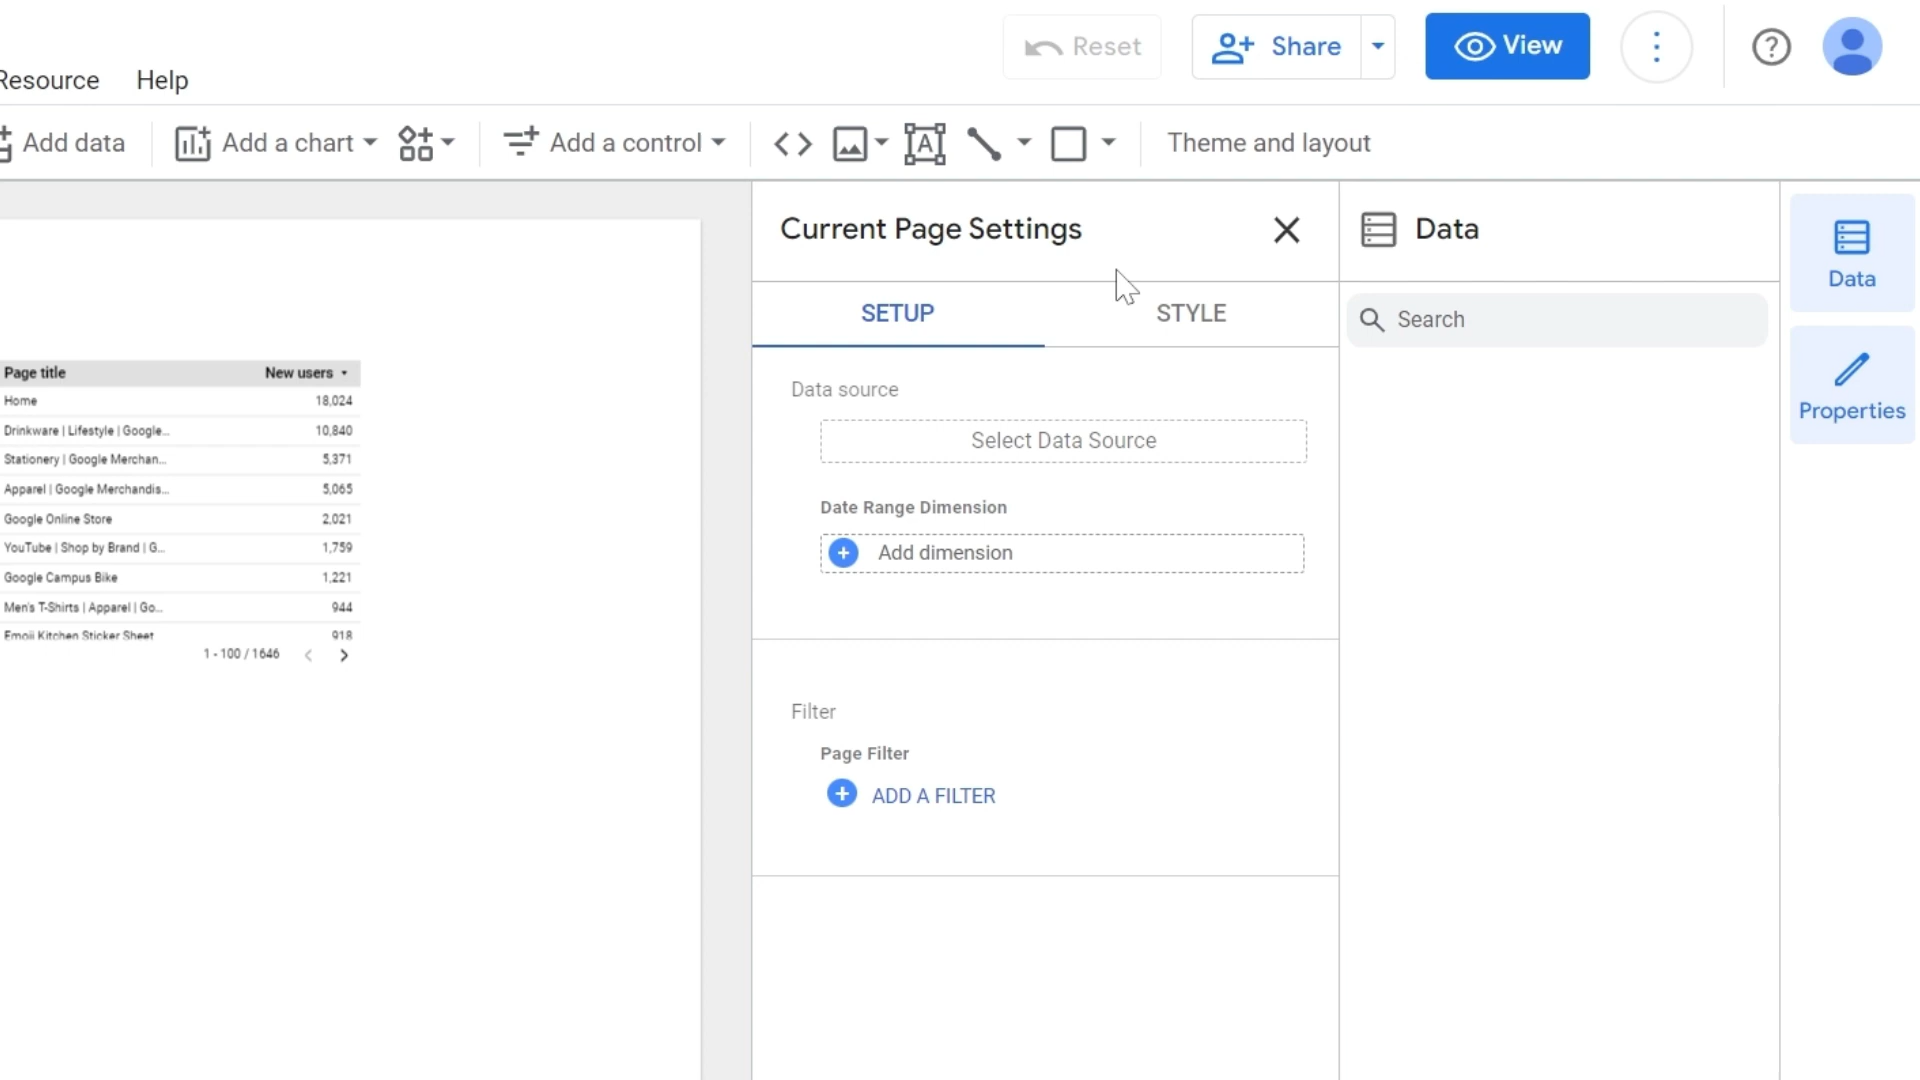 Reset
Share
View
Resource
Help
Add data
Add a chart
Add a control
Theme and layout
Current Page Settings
Data
Data
SETUP
STYLE
Search
Properties
Data source
Select Data Source
Date Range Dimension
Add dimension
Filter
Page Filter
ADD A FILTER
Page title New users
Home 18,024
Drinkware | Lifestyle | Google... 10,840
Stationery | Google Merchan... 5,371
Apparel | Google Merchandis... 5,065
Google Online Store 2,021
YouTube | Shop by Brand | G... 1,759
Google Campus Bike 1,221
Men's T-Shirts | Apparel | Go... 944
Emoji Kitchen Sticker Sheet 918
1 - 100 / 1646